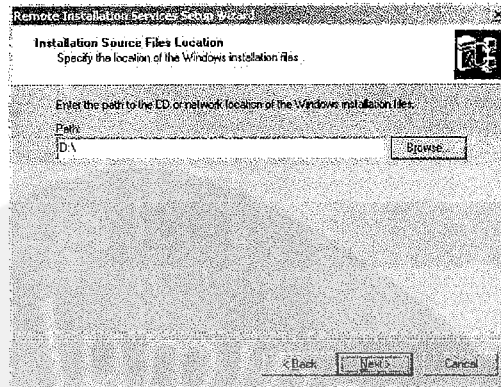 Remote Installation Services Setup Wizard
Installation Source Files Location
Specify the location of the Windows installation files.
Enter the path to the CD or network location of the Windows installation files.
Path:
D:\
Browse...
< Back
Next >
Cancel